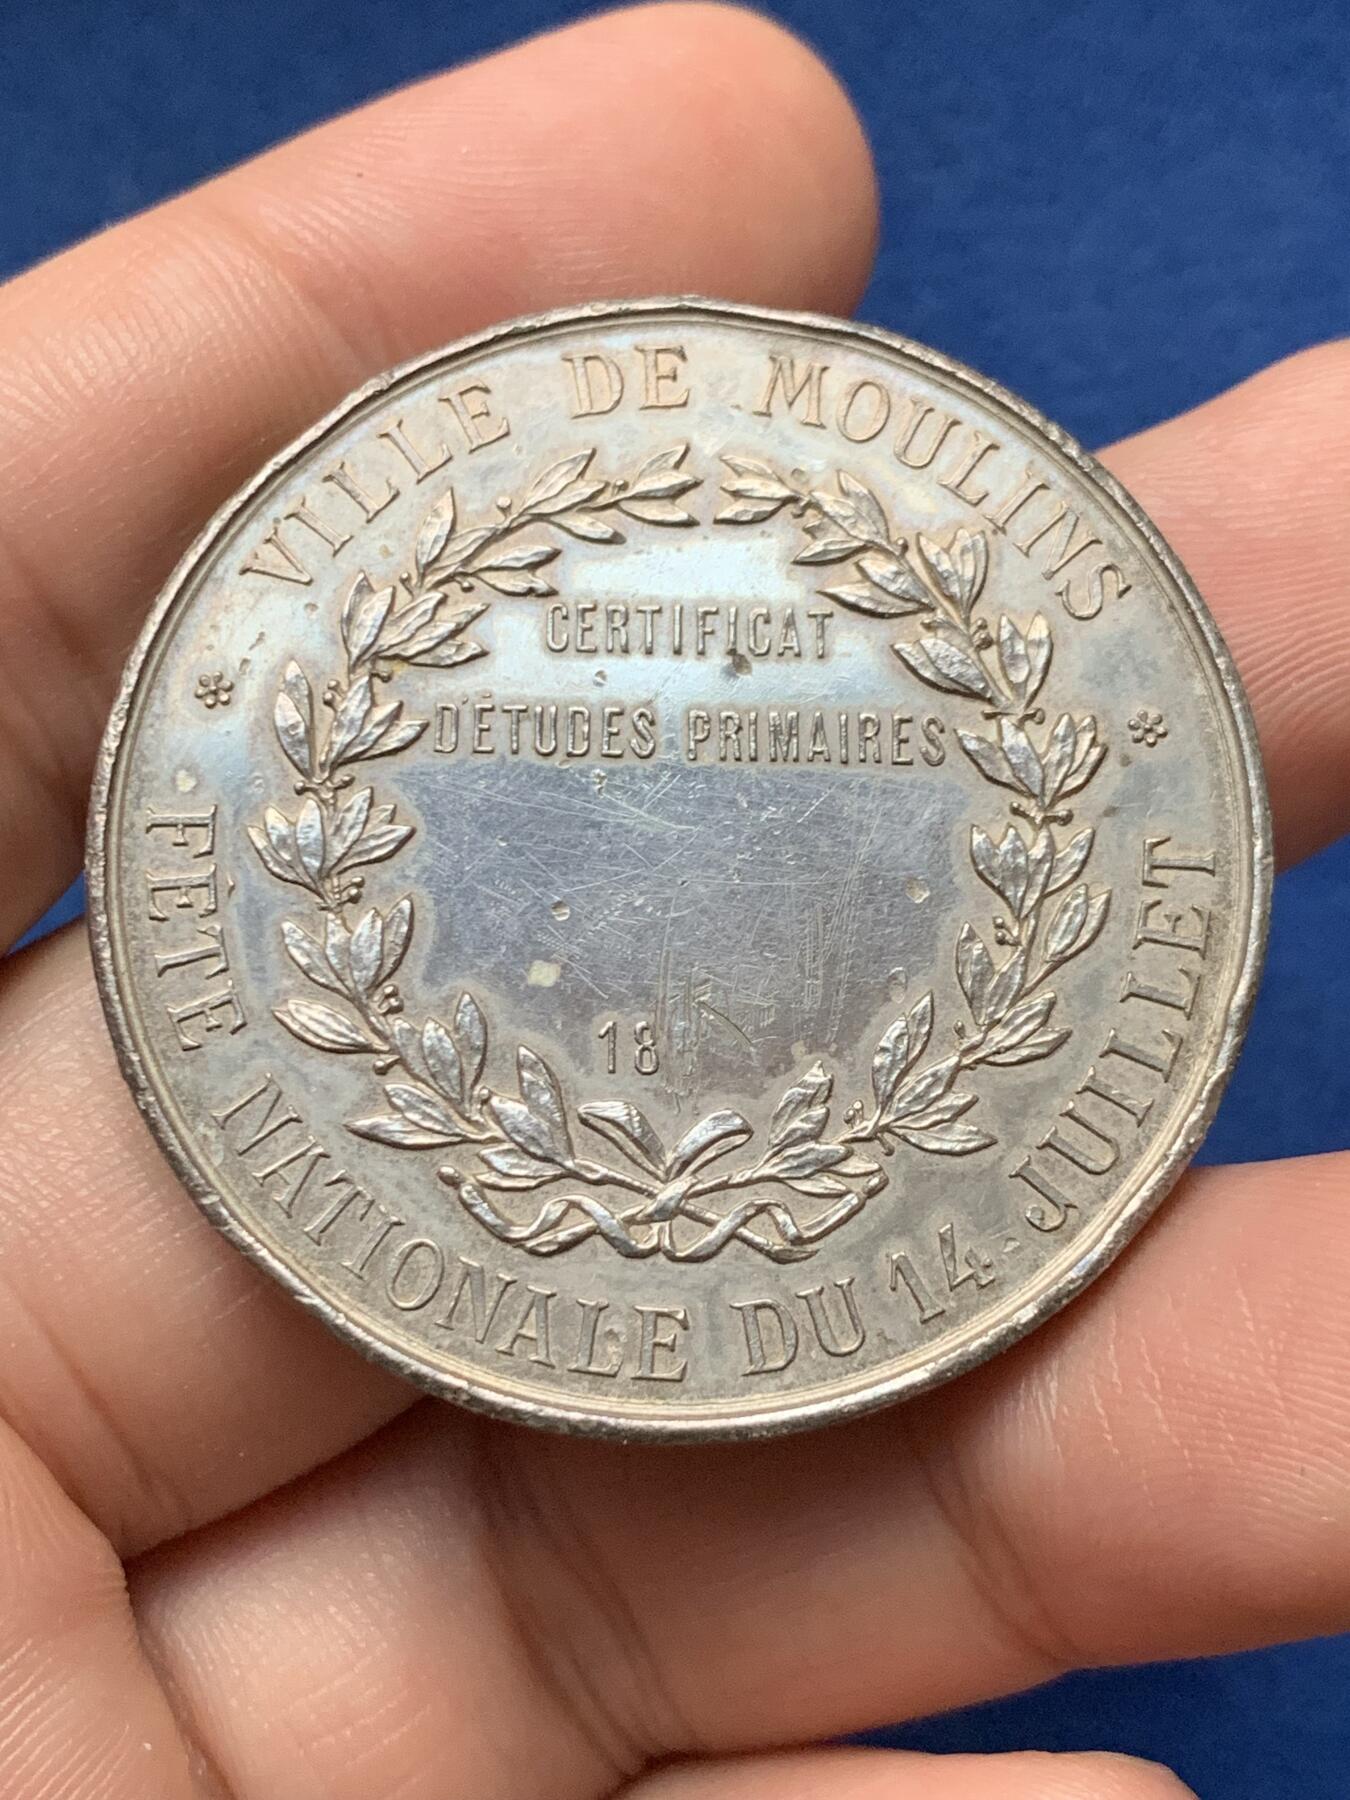 VILLE DE MOULINS
CERTIFICAT
D'ÉTUDES PRIMAIRES
18
FÊTE NATIONALE DU 14 JUILLET